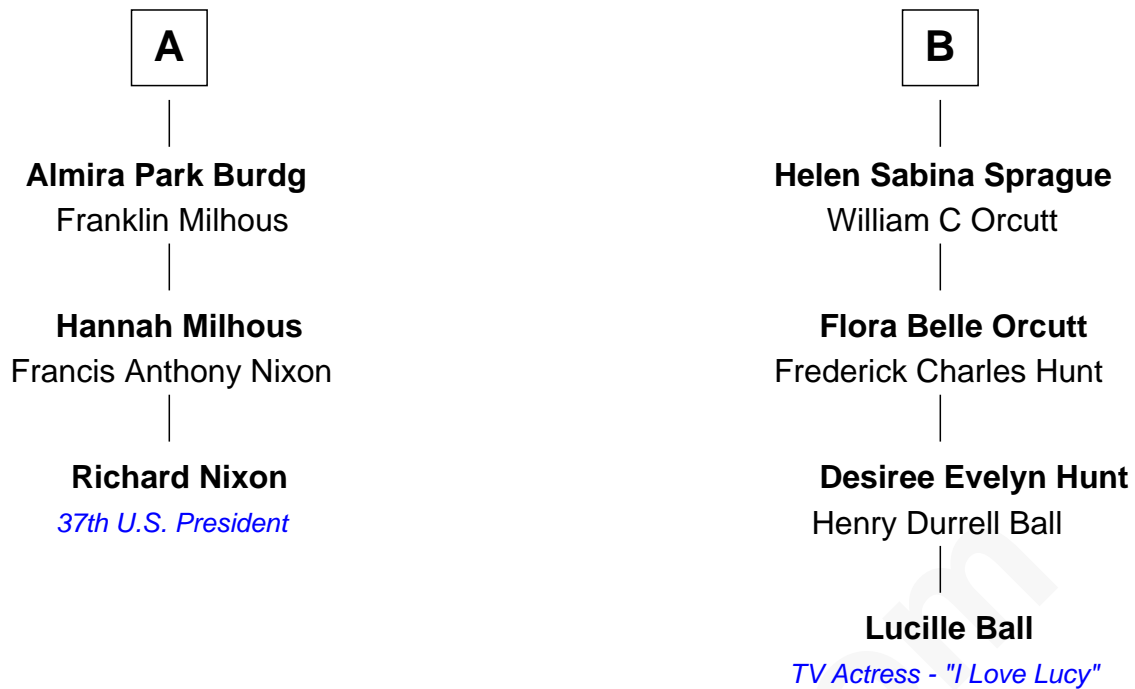 A
Almira Park Burdg
Franklin Milhous
Hannah Milhous
Francis Anthony Nixon
Richard Nixon
37th U.S. President
B
Helen Sabina Sprague
William C Orcutt
Flora Belle Orcutt
Frederick Charles Hunt
Desiree Evelyn Hunt
Henry Durrell Ball
Lucille Ball
TV Actress - "I Love Lucy"